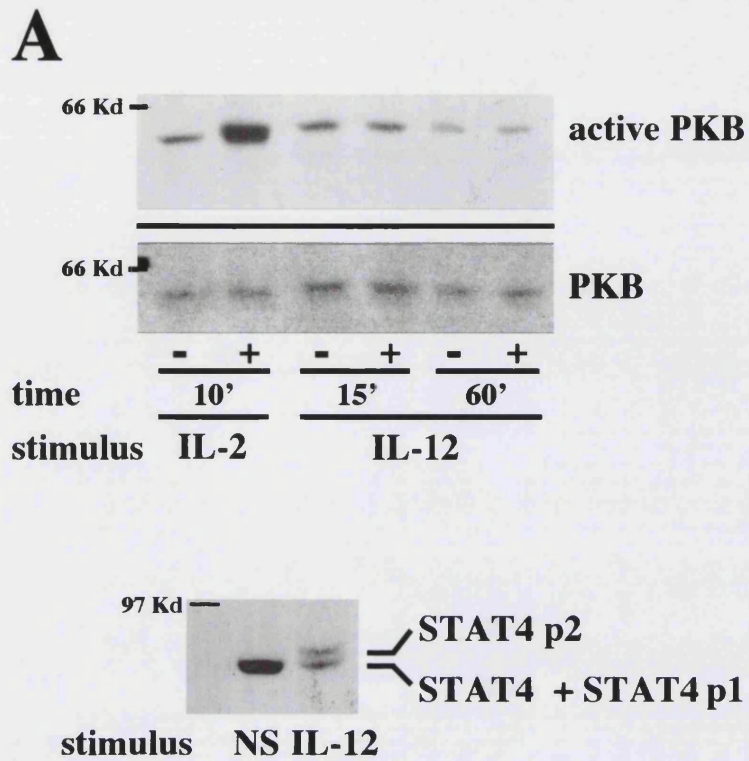 A
66 Kd
active PKB
66 Kd
PKB
- + - + - +
time 10' 15' 60'
stimulus IL-2 IL-12
97 Kd
STAT4 p2
STAT4 + STAT4 p1
stimulus NS IL-12